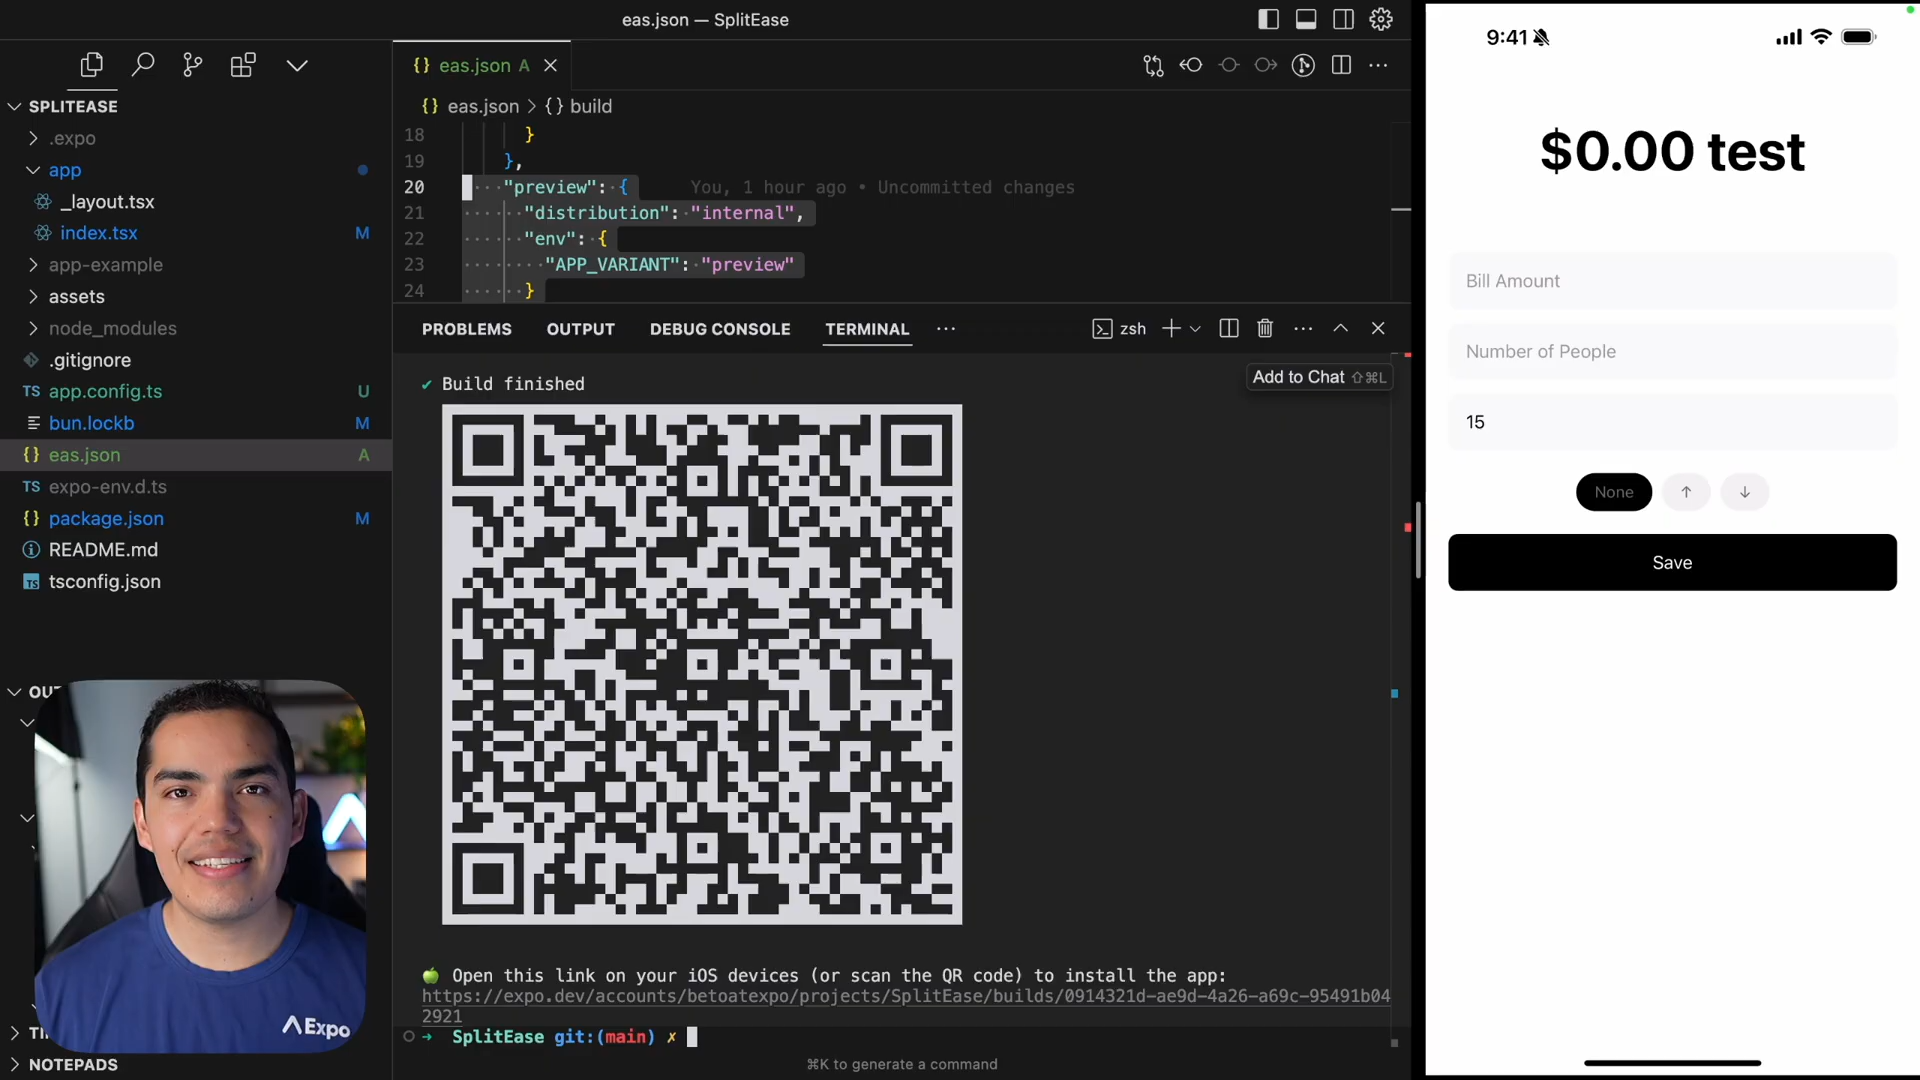 eas.json — SplitEase
SPLITEASE
.expo
app
_layout.tsx
index.tsx M
app-example
assets
node_modules
.gitignore
TS app.config.ts U
bun.lockb M
{} eas.json A
TS expo-env.d.ts
{} package.json M
README.md
TS tsconfig.json
OU
TI
NOTEPADS
Expo
{} eas.json A
{} eas.json > {} build
18 }
19 },
20 "preview": { You, 1 hour ago • Uncommitted changes
21 "distribution": "internal",
22 "env": {
23 "APP_VARIANT": "preview"
24 }
PROBLEMS OUTPUT DEBUG CONSOLE TERMINAL ··· zsh
Add to Chat ⇧⌘L
✔ Build finished
🍏 Open this link on your iOS devices (or scan the QR code) to install the app:
https://expo.dev/accounts/betoatexpo/projects/SplitEase/builds/0914321d-ae9d-4a26-a69c-95491b04
2921
➜ SplitEase git:(main) ✗
⌘K to generate a command
9:41
$0.00 test
Bill Amount
Number of People
15
None ↑ ↓
Save